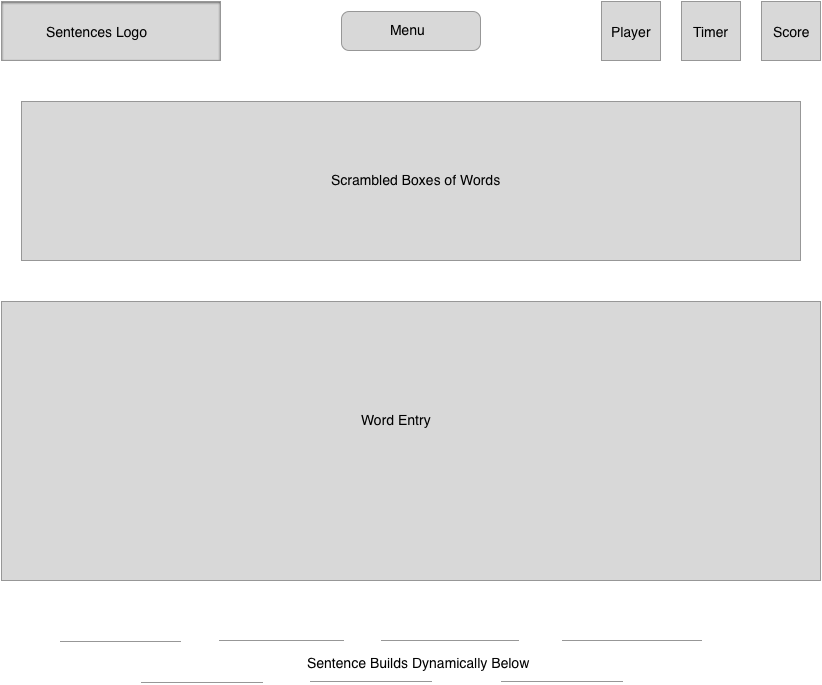 Sentences Logo
Menu
Player
Timer
Score
Scrambled Boxes of Words
Word Entry
Sentence Builds Dynamically Below